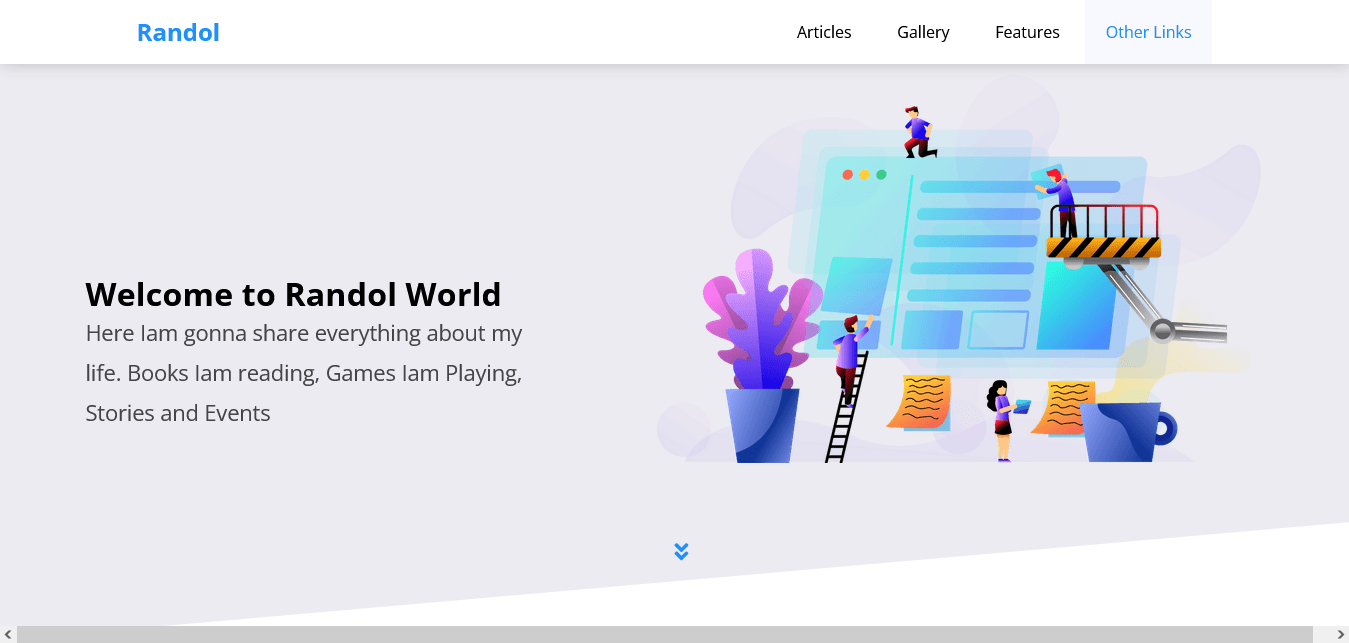 Randol
Articles
Gallery
Features
Other Links
Welcome to Randol World
Here Iam gonna share everything about my
life. Books Iam reading, Games Iam Playing,
Stories and Events